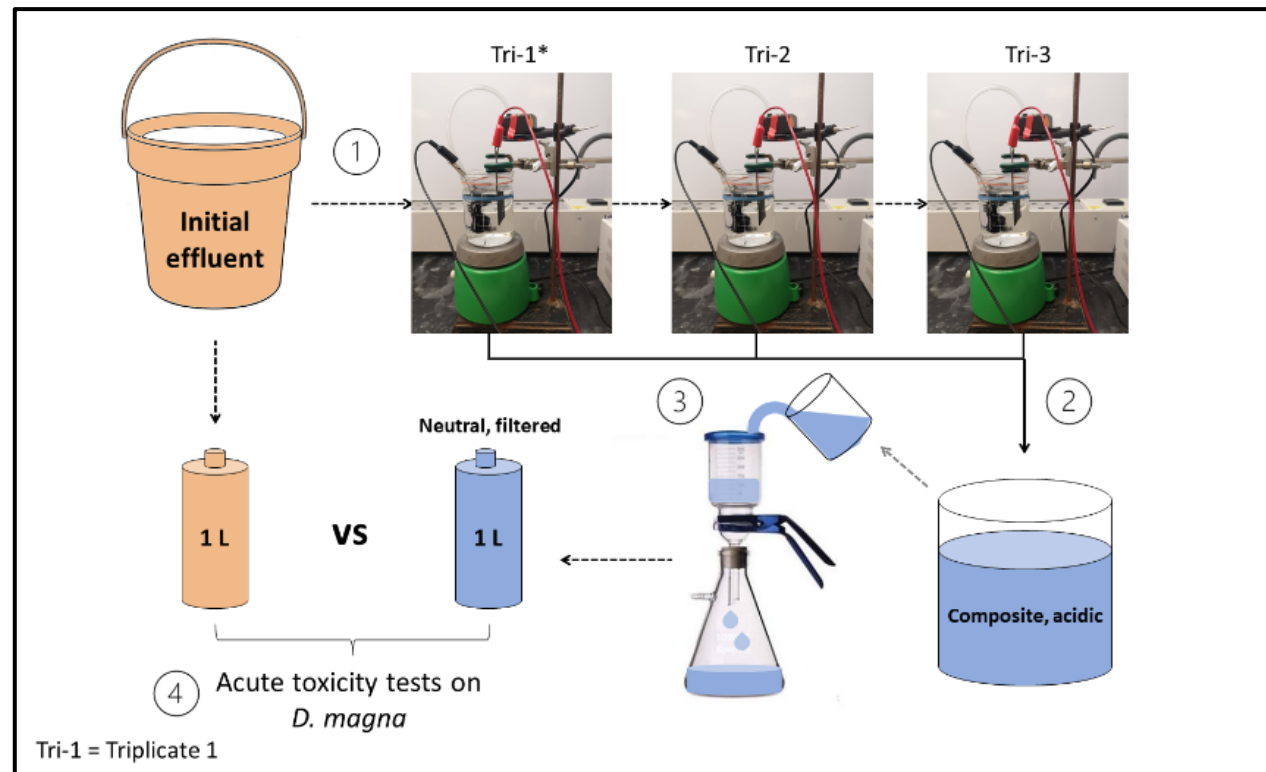 Tri-1*
Tri-2
Tri-3
1
Initial
effluent
3
2
Neutral, filtered
1 L
vs
1 L
Composite, acidic
4
Acute toxicity tests on
D. magna
Tri-1 = Triplicate 1